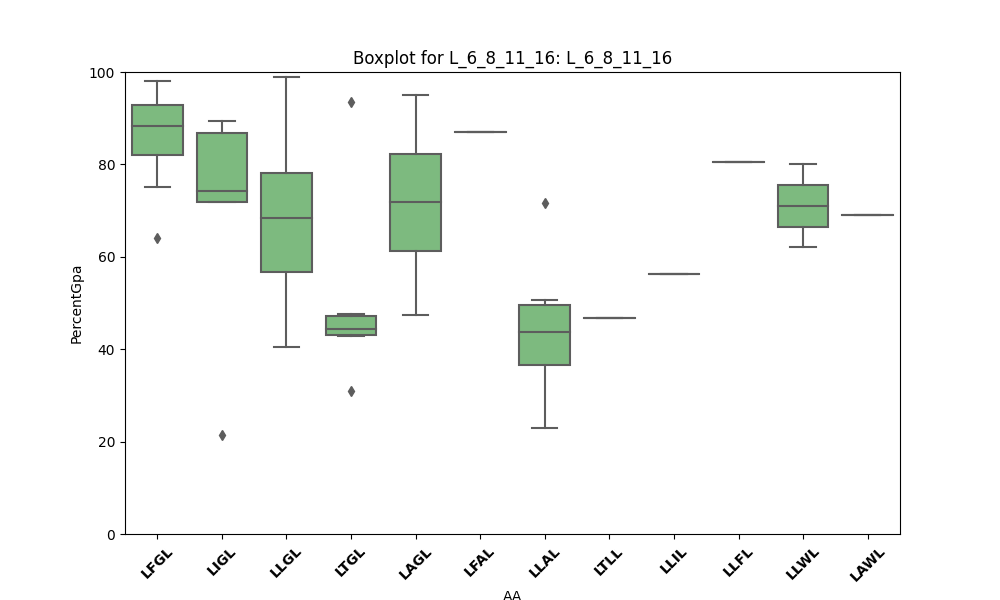 Boxplot for L_6_8_11_16: L_6_8_11_16
100
80
60
40
20
0
PercentGpa
LFGL
LIGL
LLGL
LTGL
LAGL
LFAL
LLAL
LTLL
LLIL
LLFL
LLWL
LAWL
AA